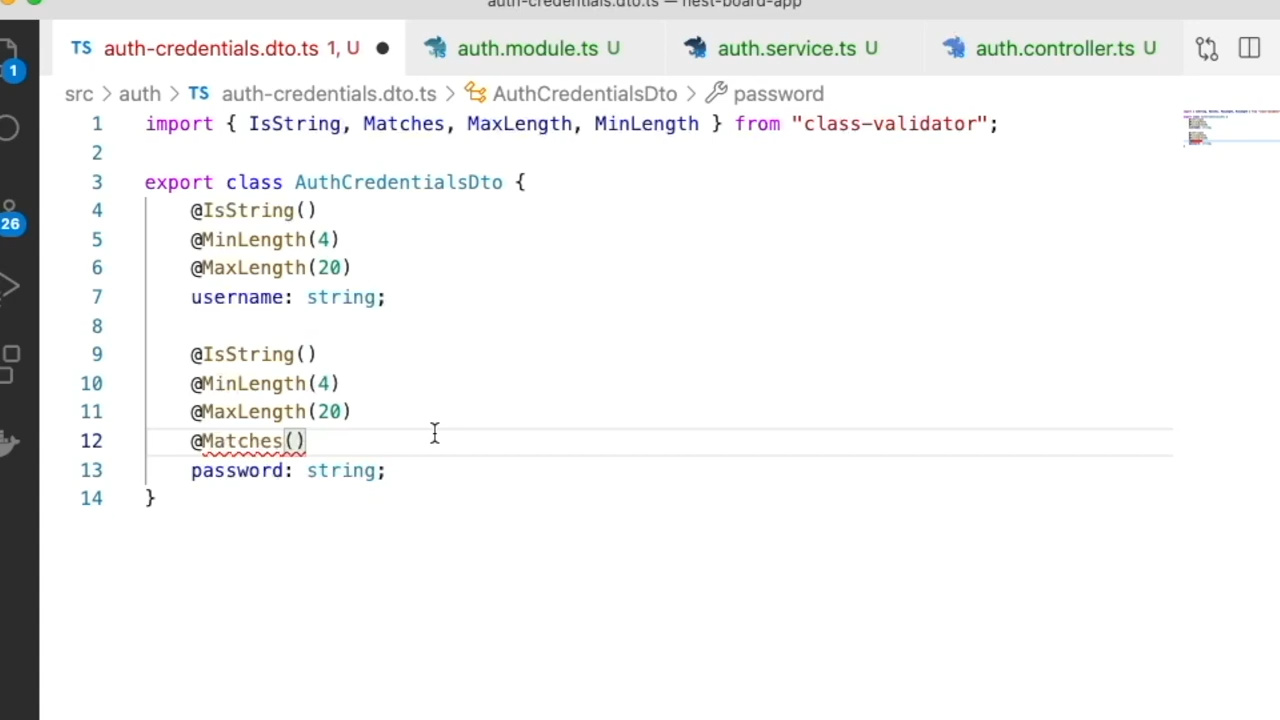 auth-credentials.dto.ts — nest-board-app
TS auth-credentials.dto.ts 1, U auth.module.ts U auth.service.ts U auth.controller.ts U
1
26
src > auth > TS auth-credentials.dto.ts > AuthCredentialsDto > password
1 import { IsString, Matches, MaxLength, MinLength } from "class-validator";
2
3 export class AuthCredentialsDto {
4 @IsString()
5 @MinLength(4)
6 @MaxLength(20)
7 username: string;
8
9 @IsString()
10 @MinLength(4)
11 @MaxLength(20)
12 @Matches()
13 password: string;
14 }